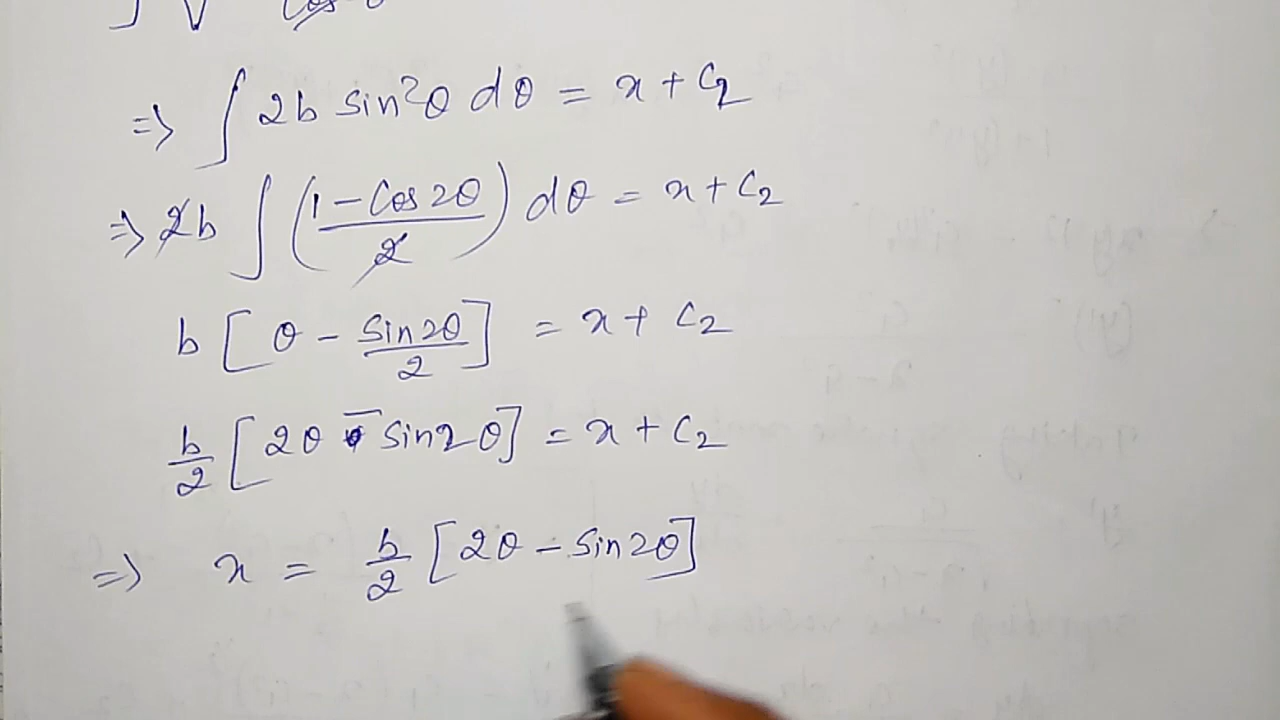 ⇒ ∫ 2b sin²θ dθ = x + C₂
⇒ 2b ∫ (1 − Cos 2θ / 2) dθ = x + C₂
b [θ − Sin2θ / 2] = x + C₂
b/2 [2θ − Sin2θ] = x + C₂
⇒ x = b/2 [2θ − Sin2θ]